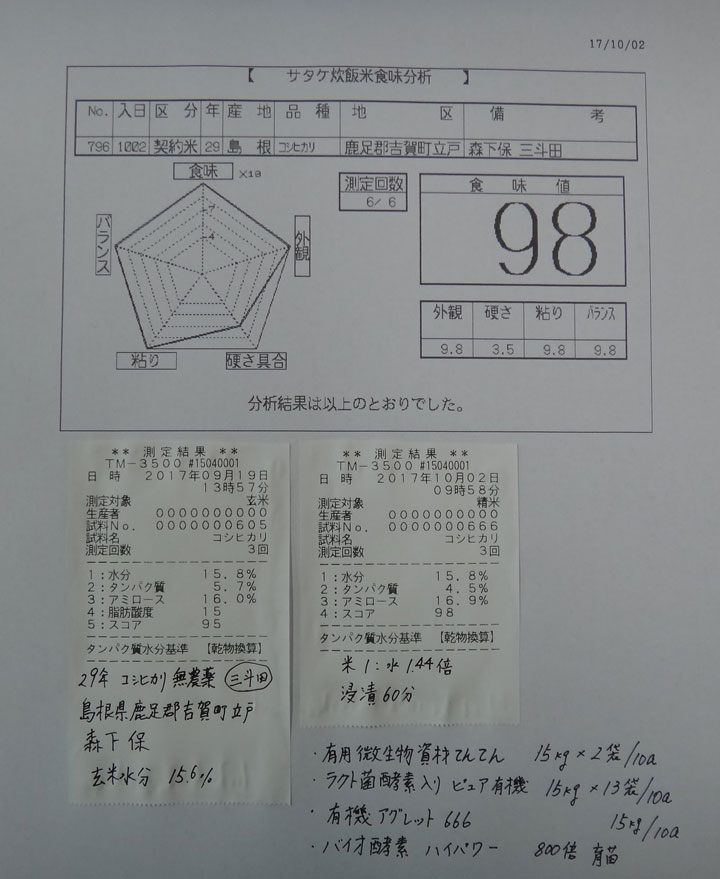 17/10/02
【 サタケ炊飯米食味分析 】
No. 入日 区分 年 産地 品種 地区 備考
796 1002 契約米 29 島根 コシヒカリ 鹿足郡吉賀町立戸 森下保 三斗田
食味 ×10
7
4
バランス
外観
粘り
硬さ具合
測定回数
6/ 6
食味値
98
外観 硬さ 粘り バランス
9.8 3.5 9.8 9.8
分析結果は以上のとおりでした。
** 測定結果 **
TM-3500 #15040001
日 時 2017年09月19日
13時57分
測定対象 玄米
生産者 0000000000
試料No. 0000000605
試料名 コシヒカリ
測定回数 3回
1:水分 15.8%
2:タンパク質 5.7%
3:アミロース 16.0%
4:脂肪酸度 15
5:スコア 95
タンパク質水分基準 【乾物換算】
29年 コシヒカリ 無農薬 三斗田
島根県鹿足郡吉賀町立戸
森下保
玄米水分 15.6%
** 測定結果 **
TM-3500 #15040001
日 時 2017年10月02日
09時58分
測定対象 精米
生産者 0000000000
試料No. 0000000666
試料名 コシヒカリ
測定回数 3回
1:水分 15.8%
2:タンパク質 4.5%
3:アミロース 16.9%
4:スコア 98
タンパク質水分基準 【乾物換算】
米1:水1.44倍
浸漬60分
・有用微生物資材てんてん 15kg×2袋/10a
・ラクト菌酵素入りピュア有機 15kg×13袋/10a
・有機アグレット666 15kg/10a
・バイオ酵素 ハイパワー 800倍 育苗